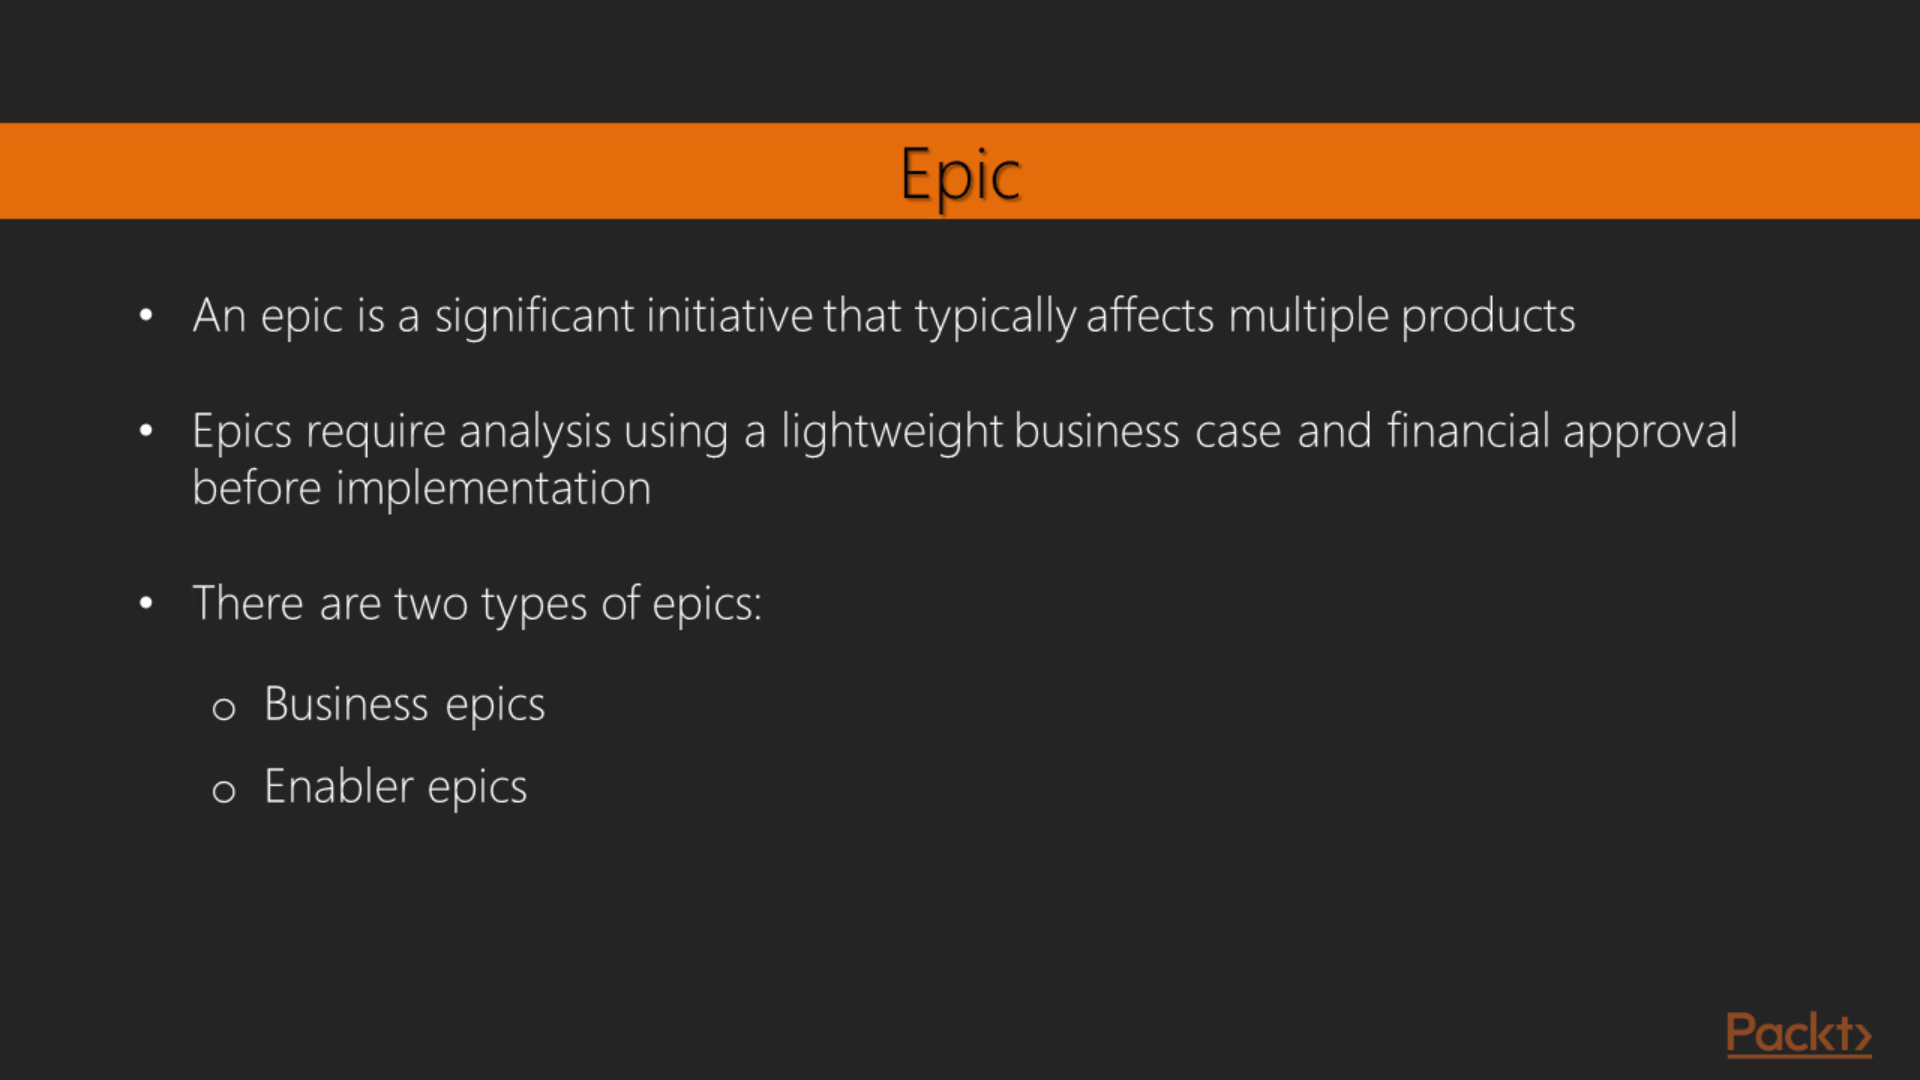 Epic
• An epic is a significant initiative that typically affects multiple products
• Epics require analysis using a lightweight business case and financial approval
before implementation
• There are two types of epics:
o Business epics
o Enabler epics
Packt>